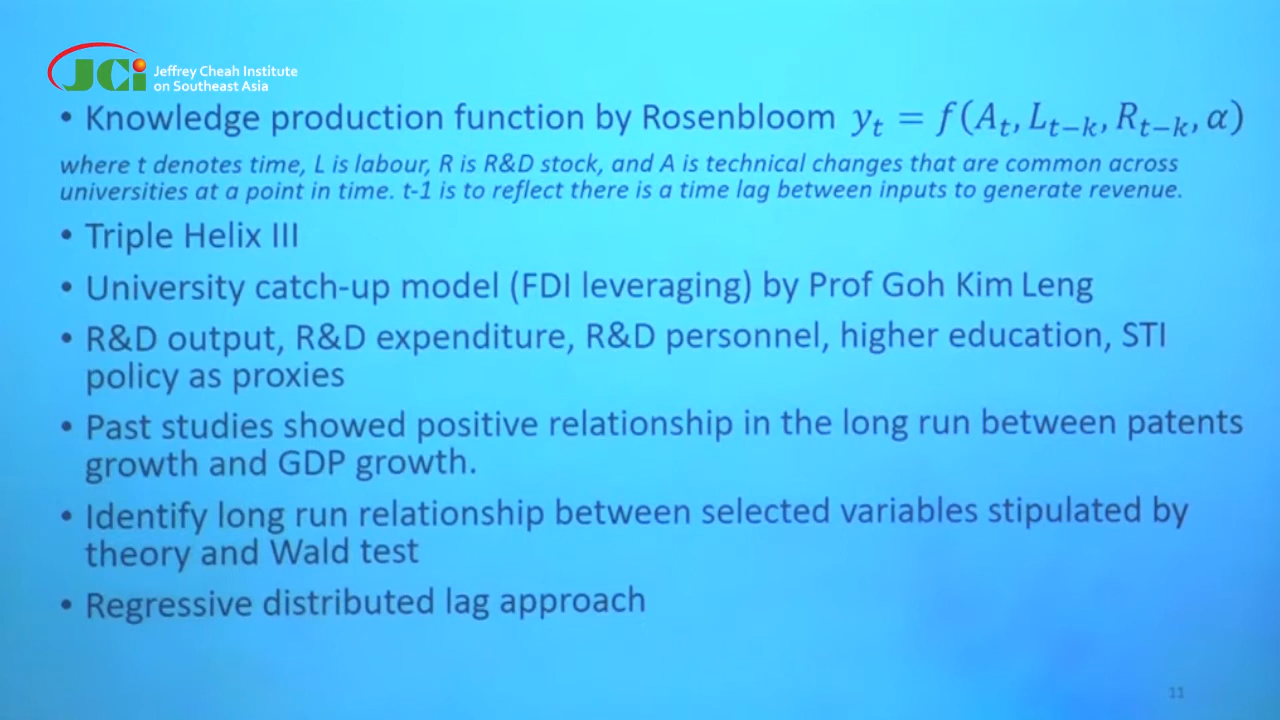 JCi Jeffrey Cheah Institute
on Southeast Asia
• Knowledge production function by Rosenbloom $y_t = f(A_t, L_{t-k}, R_{t-k}, \alpha)$
where t denotes time, L is labour, R is R&D stock, and A is technical changes that are common across
universities at a point in time. t-1 is to reflect there is a time lag between inputs to generate revenue.
• Triple Helix III
• University catch-up model (FDI leveraging) by Prof Goh Kim Leng
• R&D output, R&D expenditure, R&D personnel, higher education, STI
policy as proxies
• Past studies showed positive relationship in the long run between patents
growth and GDP growth.
• Identify long run relationship between selected variables stipulated by
theory and Wald test
• Regressive distributed lag approach
11